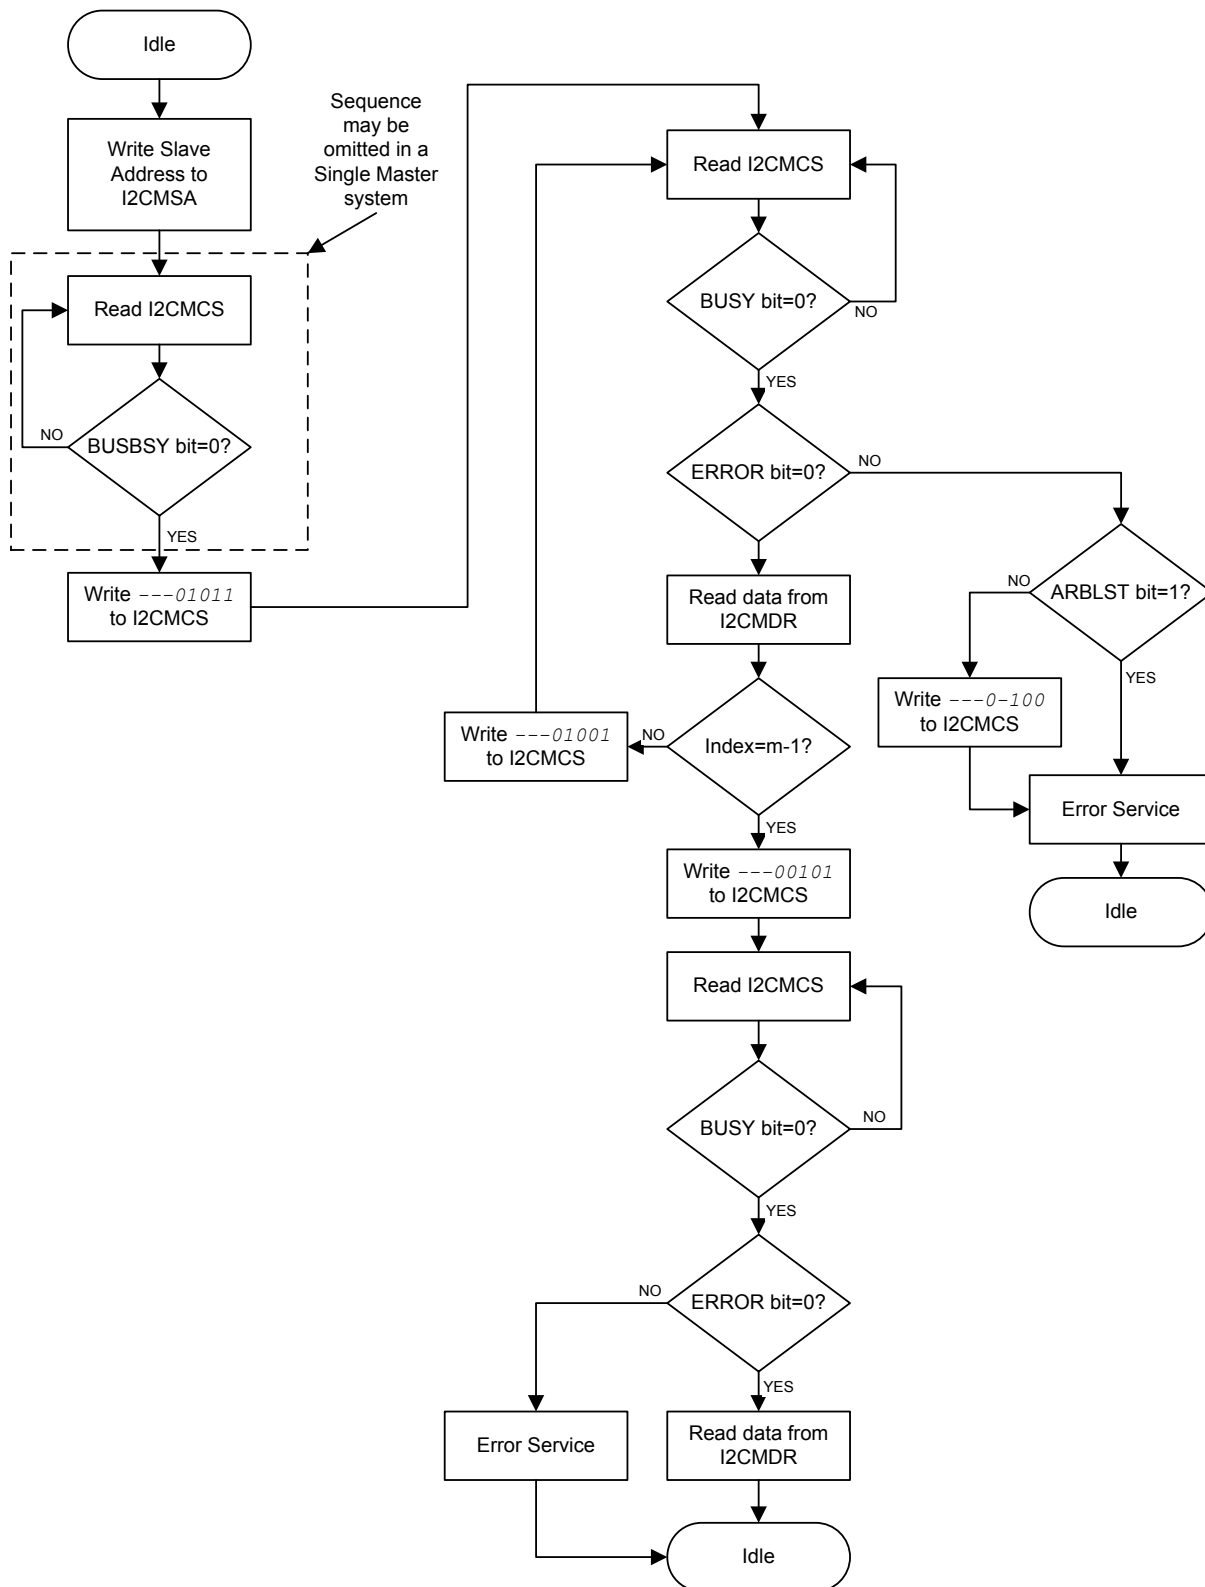 Idle
Write Slave
Address to
I2CMSA
Sequence
may be
omitted in a
Single Master
system
Read I2CMCS
BUSBSY bit=0?
NO
YES
Write ---01011
to I2CMCS
Read I2CMCS
BUSY bit=0?
NO
YES
ERROR bit=0?
NO
ARBLST bit=1?
NO
YES
Write ---0-100
to I2CMCS
Error Service
Idle
Read data from
I2CMDR
Index=m-1?
NO
Write ---01001
to I2CMCS
YES
Write ---00101
to I2CMCS
Read I2CMCS
BUSY bit=0?
NO
YES
ERROR bit=0?
NO
YES
Error Service
Read data from
I2CMDR
Idle